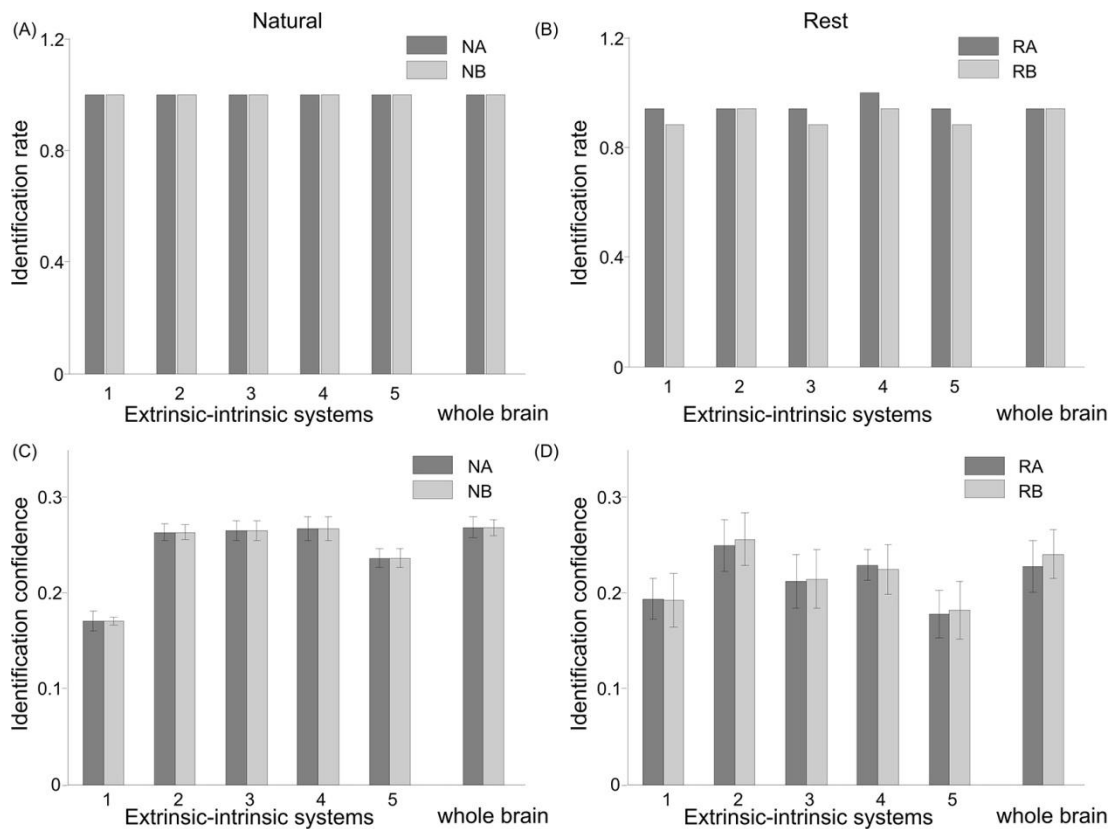 (A)
Natural
NA
NB
1.2
0.8
0.4
0
Identification rate
1 2 3 4 5
Extrinsic-intrinsic systems
whole brain
(B)
Rest
RA
RB
1.2
0.8
0.4
0
Identification rate
1 2 3 4 5
Extrinsic-intrinsic systems
whole brain
(C)
NA
NB
0.3
0.2
0.1
0
Identification confidence
1 2 3 4 5
Extrinsic-intrinsic systems
whole brain
(D)
RA
RB
0.3
0.2
0.1
0
Identification confidence
1 2 3 4 5
Extrinsic-intrinsic systems
whole brain